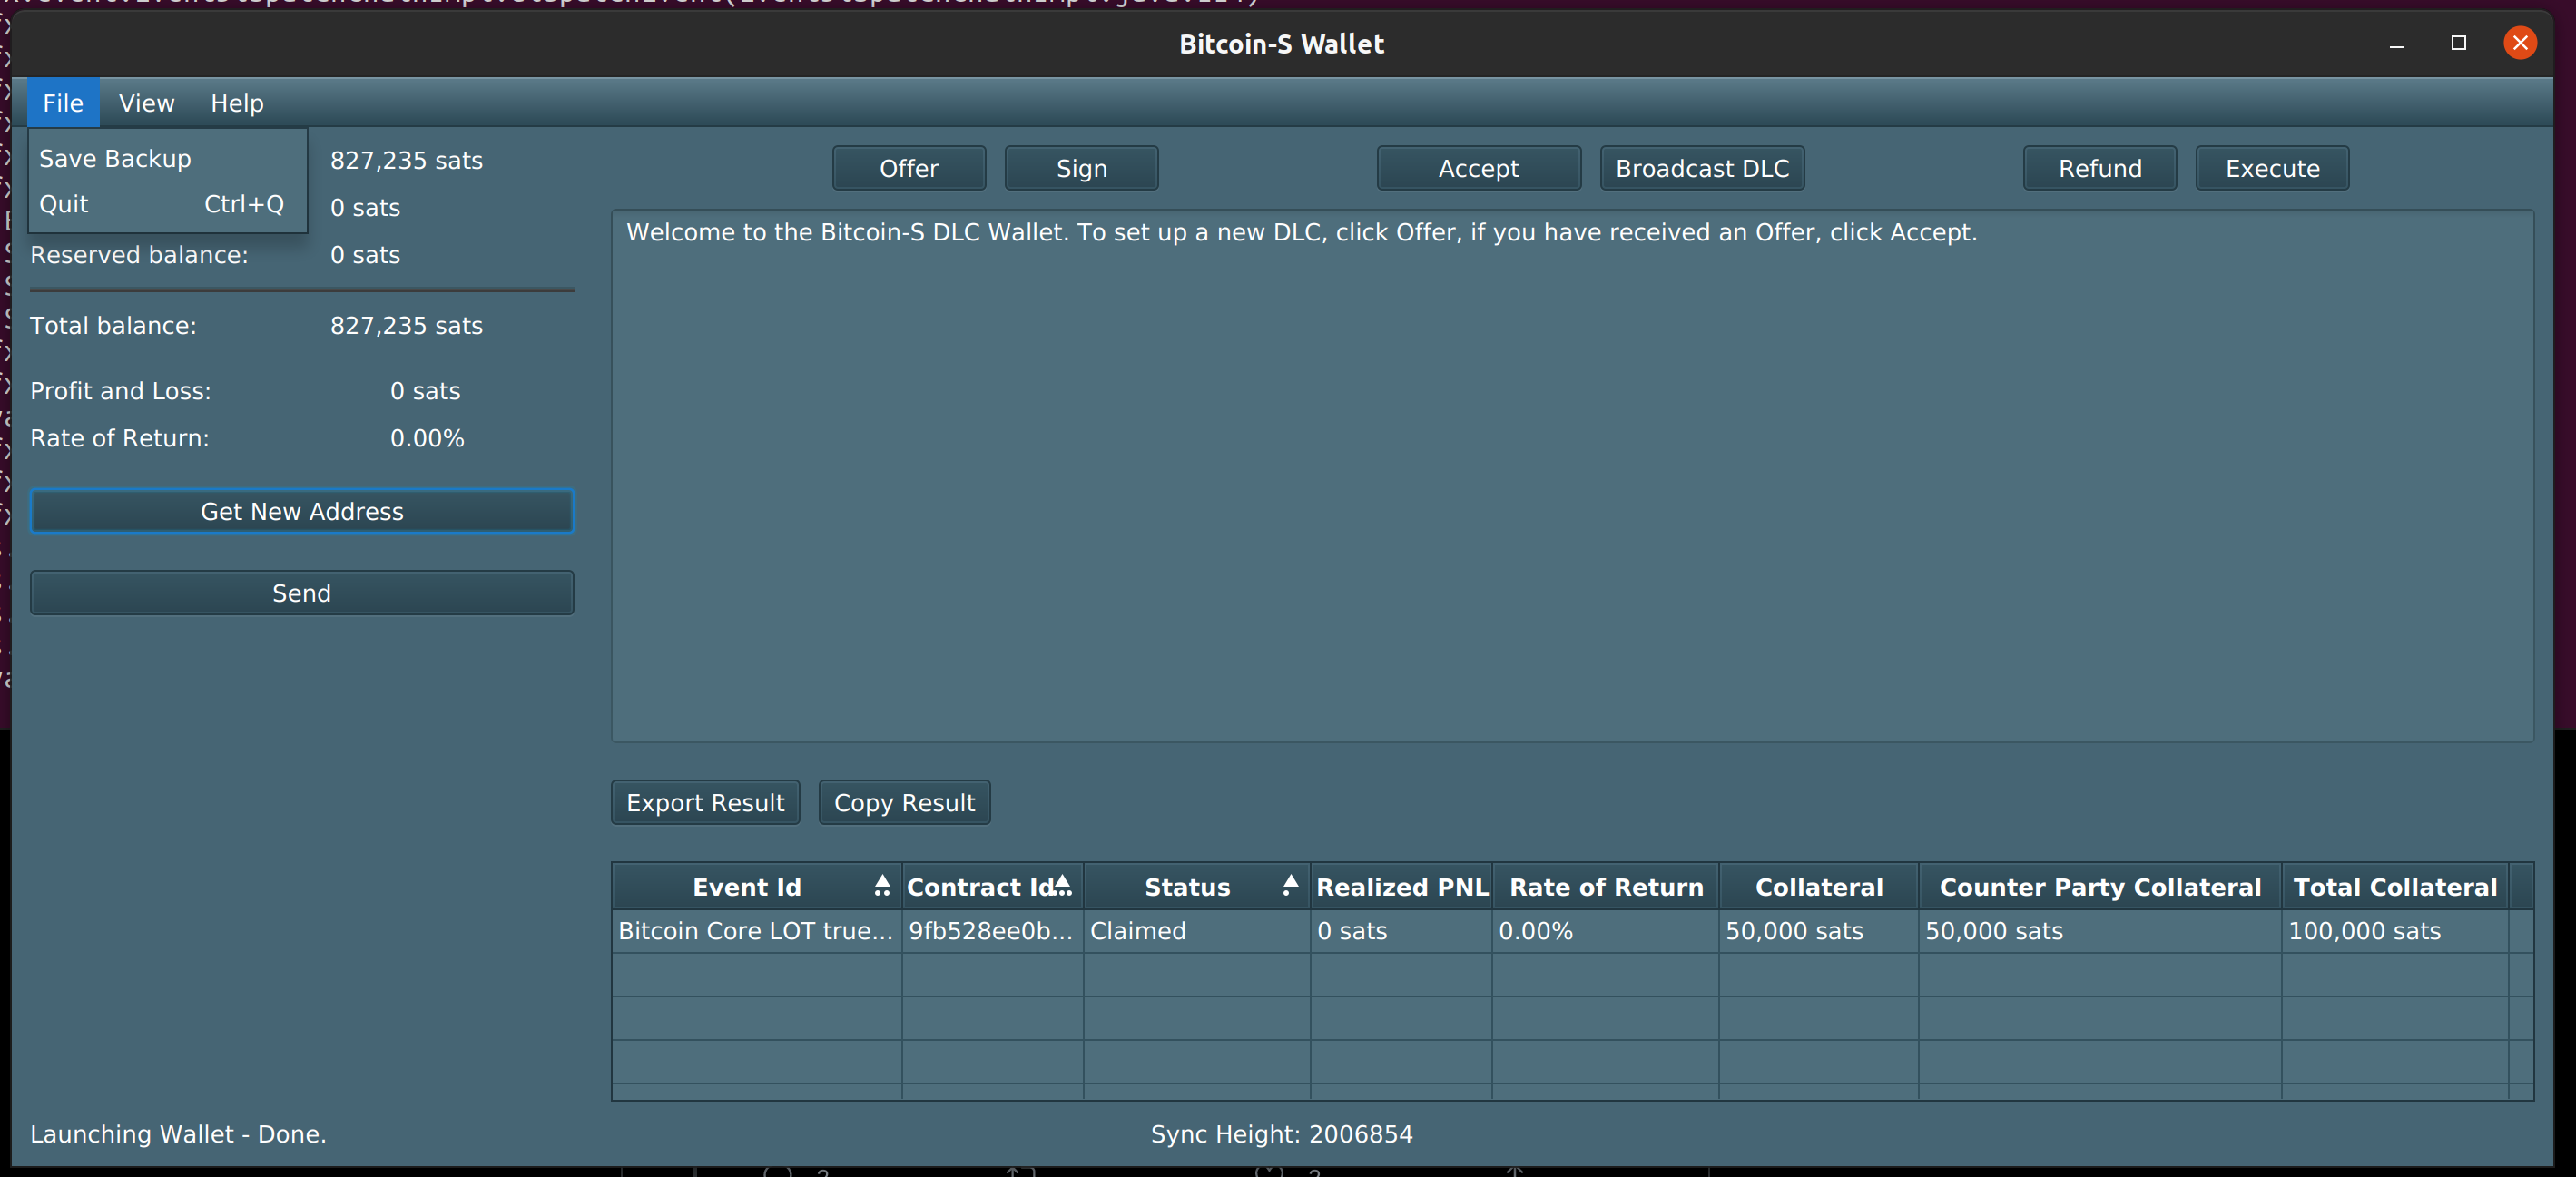 Bitcoin-S Wallet
File View Help
Save Backup
Quit Ctrl+Q
827,235 sats
0 sats
Reserved balance: 0 sats
Total balance: 827,235 sats
Profit and Loss: 0 sats
Rate of Return: 0.00%
Get New Address
Send
Offer Sign Accept Broadcast DLC Refund Execute
Welcome to the Bitcoin-S DLC Wallet. To set up a new DLC, click Offer, if you have received an Offer, click Accept.
Export Result Copy Result
Event Id Contract Id Status Realized PNL Rate of Return Collateral Counter Party Collateral Total Collateral
Bitcoin Core LOT true... 9fb528ee0b... Claimed 0 sats 0.00% 50,000 sats 50,000 sats 100,000 sats
Launching Wallet - Done. Sync Height: 2006854